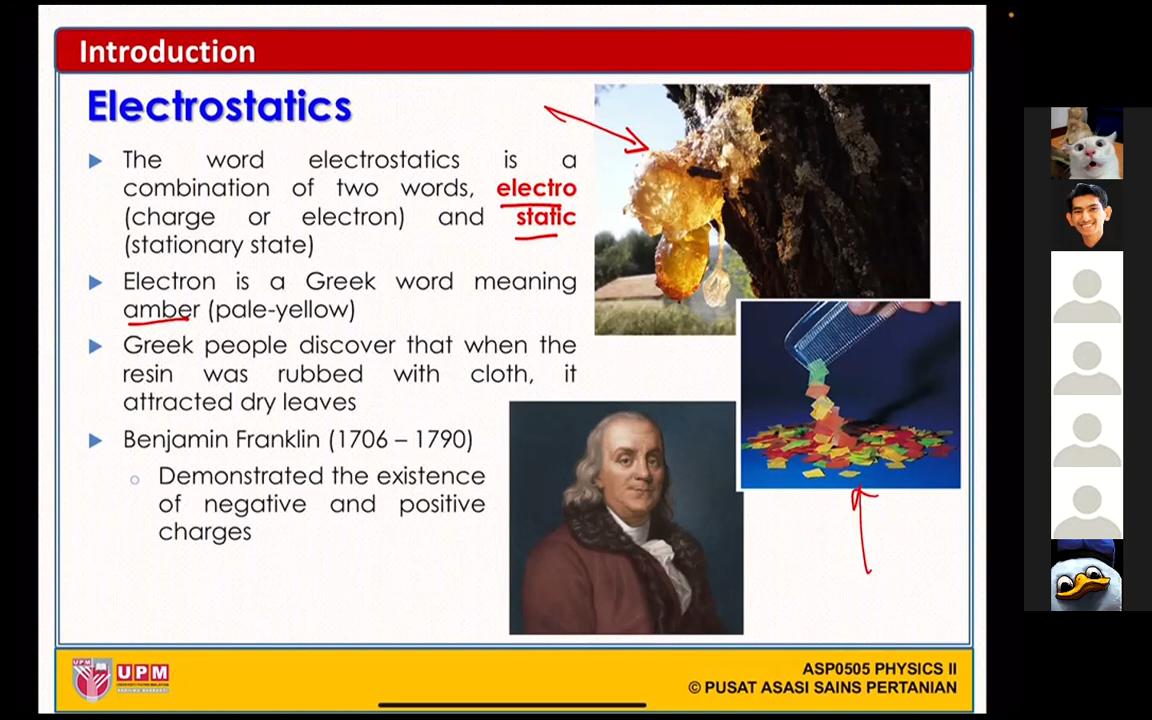 Introduction
Electrostatics
The word electrostatics is a
combination of two words, electro
(charge or electron) and static
(stationary state)
Electron is a Greek word meaning
amber (pale-yellow)
Greek people discover that when the
resin was rubbed with cloth, it
attracted dry leaves
Benjamin Franklin (1706 – 1790)
Demonstrated the existence
of negative and positive
charges
UPM
UPM
ASP0505 PHYSICS II
© PUSAT ASASI SAINS PERTANIAN